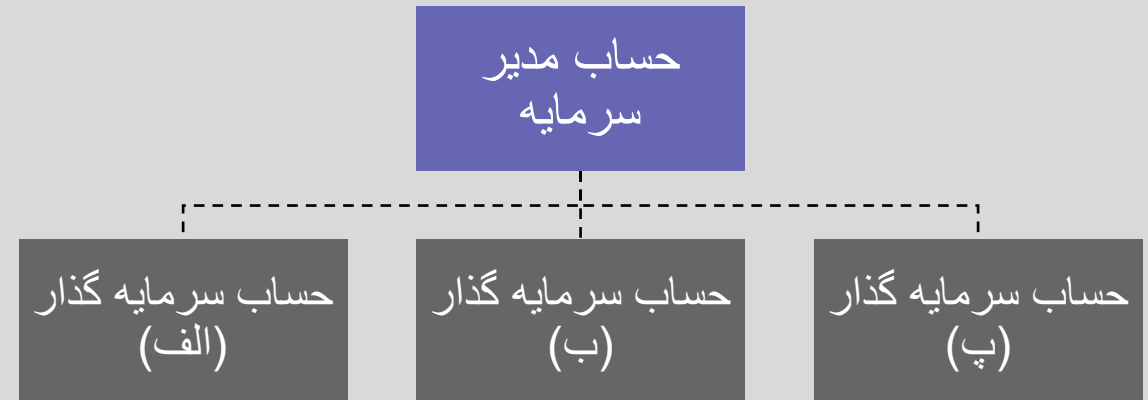 حساب مدیر
سرمایه
حساب سرمایه گذار
(الف)
حساب سرمایه گذار
(ب)
حساب سرمایه گذار
(پ)